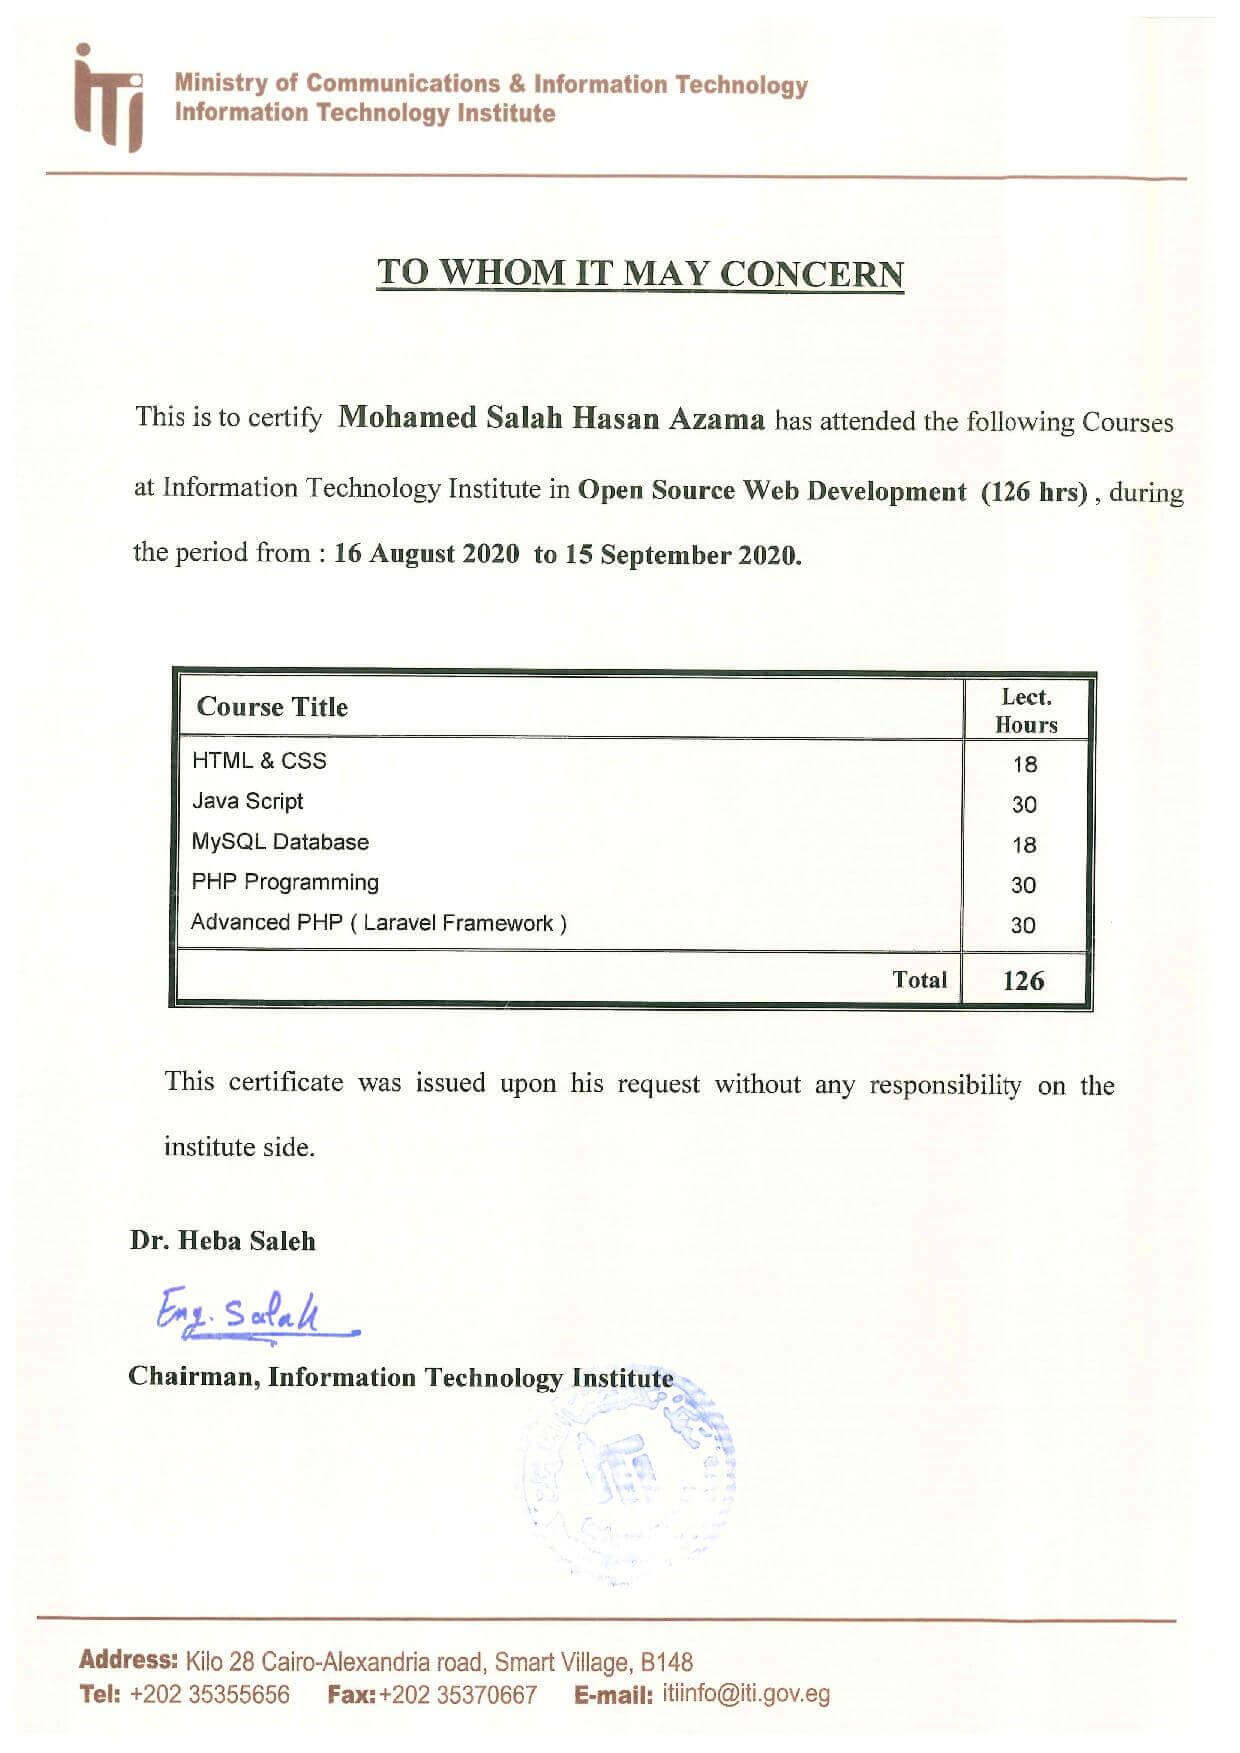 iTi
Ministry of Communications & Information Technology
Information Technology Institute
TO WHOM IT MAY CONCERN
This is to certify Mohamed Salah Hasan Azama has attended the following Courses
at Information Technology Institute in Open Source Web Development (126 hrs) , during
the period from : 16 August 2020 to 15 September 2020.
Course Title Lect. Hours
HTML & CSS 18
Java Script 30
MySQL Database 18
PHP Programming 30
Advanced PHP ( Laravel Framework ) 30
Total 126
This certificate was issued upon his request without any responsibility on the
institute side.
Dr. Heba Saleh
Eng. Salah
Chairman, Information Technology Institute
Address: Kilo 28 Cairo-Alexandria road, Smart Village, B148
Tel: +202 35355656 Fax:+202 35370667 E-mail: itiinfo@iti.gov.eg